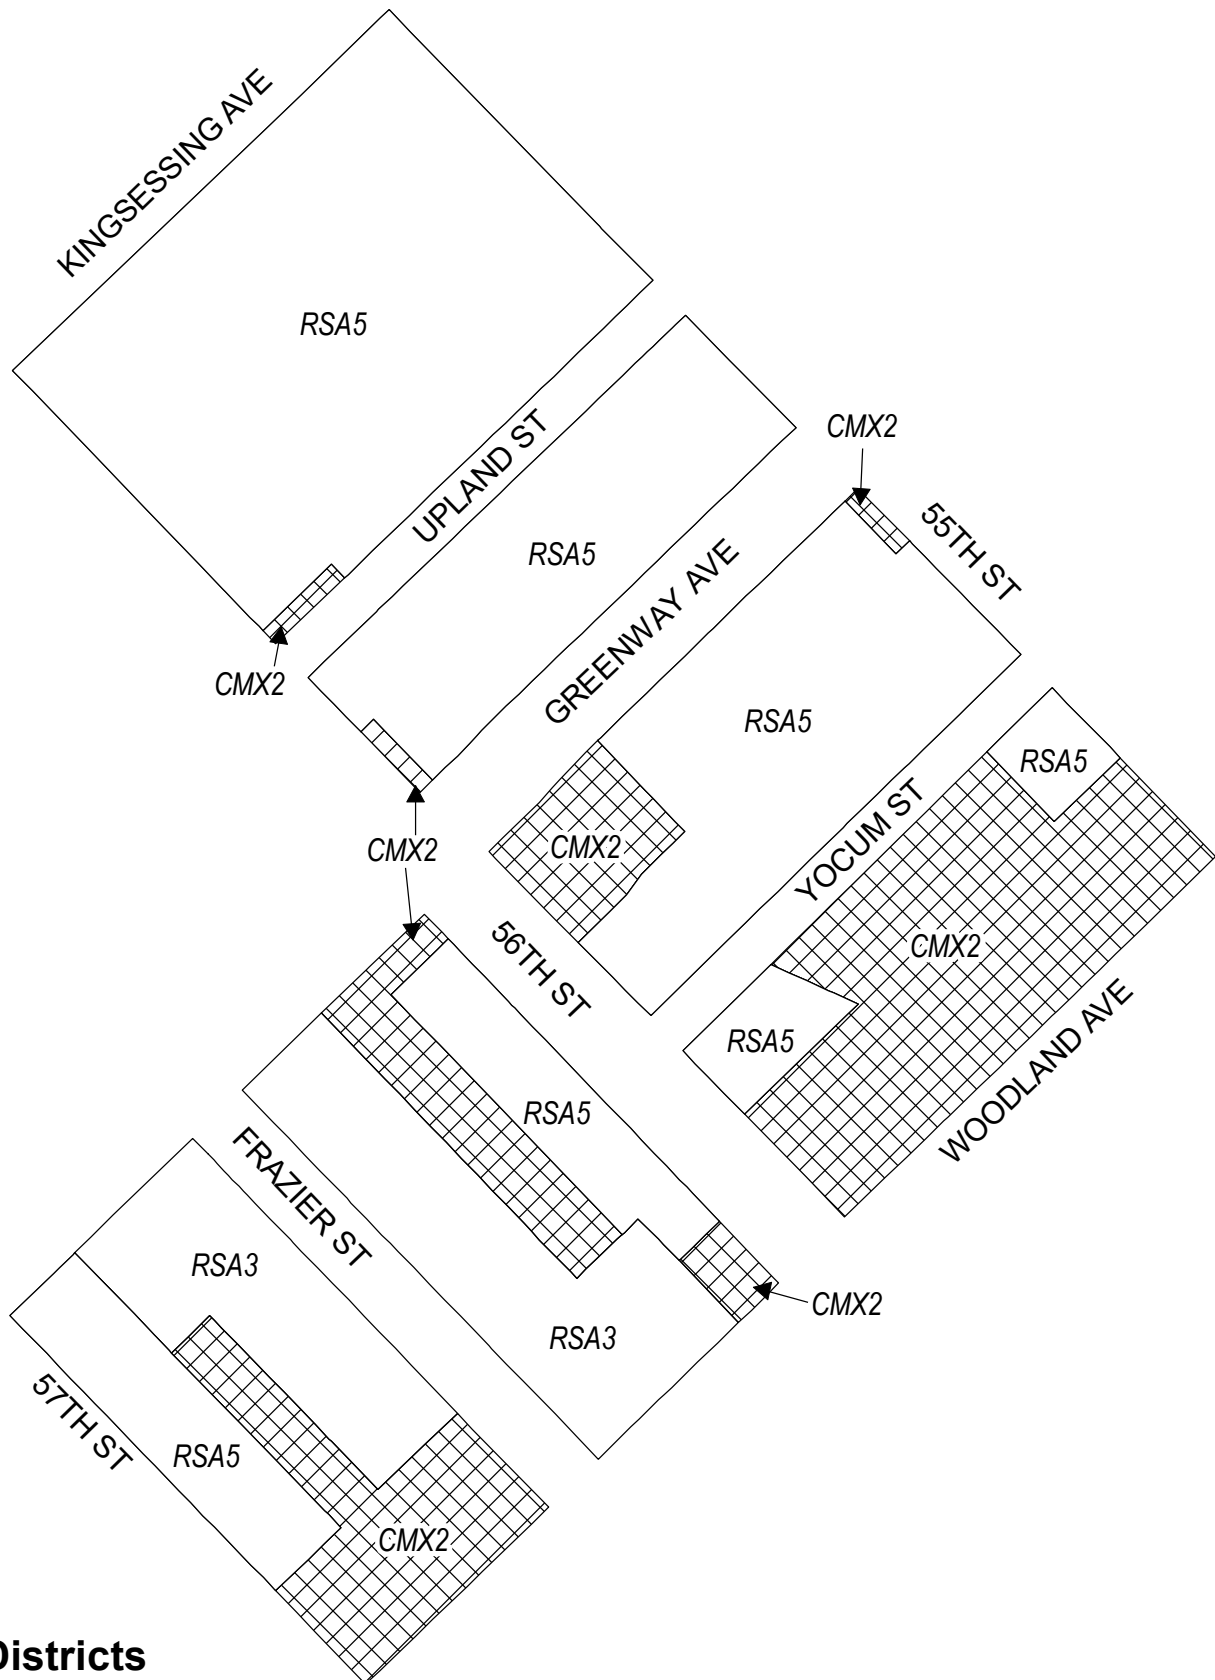 KINGSESSING AVE
RSA5
UPLAND ST
CMX2
RSA5
55TH ST
GREENWAY AVE
CMX2
RSA5
RSA5
YOCUM ST
CMX2
CMX2
56TH ST
CMX2
RSA5
WOODLAND AVE
RSA5
FRAZIER ST
RSA3
CMX2
RSA3
57TH ST
RSA5
CMX2
Districts